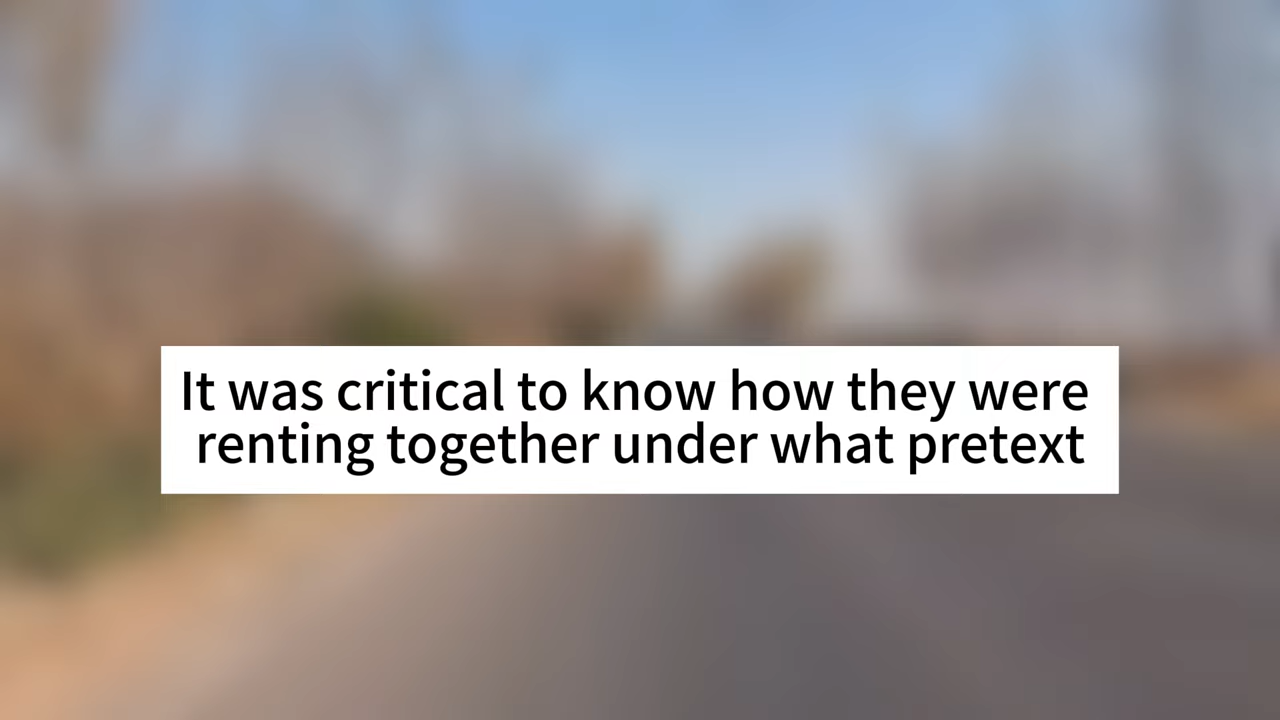 It was critical to know how they were
renting together under what pretext